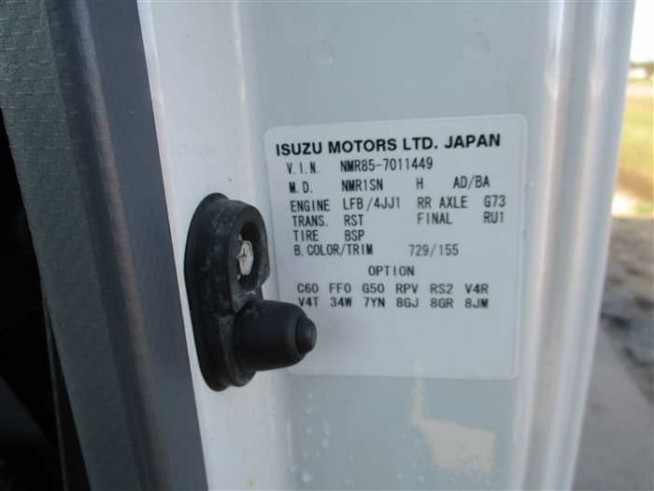 ISUZU MOTORS LTD. JAPAN
V.I.N. NMR85-7011449
M.D. NMR1SN H AD/BA
ENGINE LFB/4JJ1 RR AXLE G73
TRANS. RST FINAL RU1
TIRE BSP
B.COLOR/TRIM 729/155
OPTION
C60 FF0 G50 RPV RS2 V4R
V4T 34W 7YN 8GJ 8GR 8JM